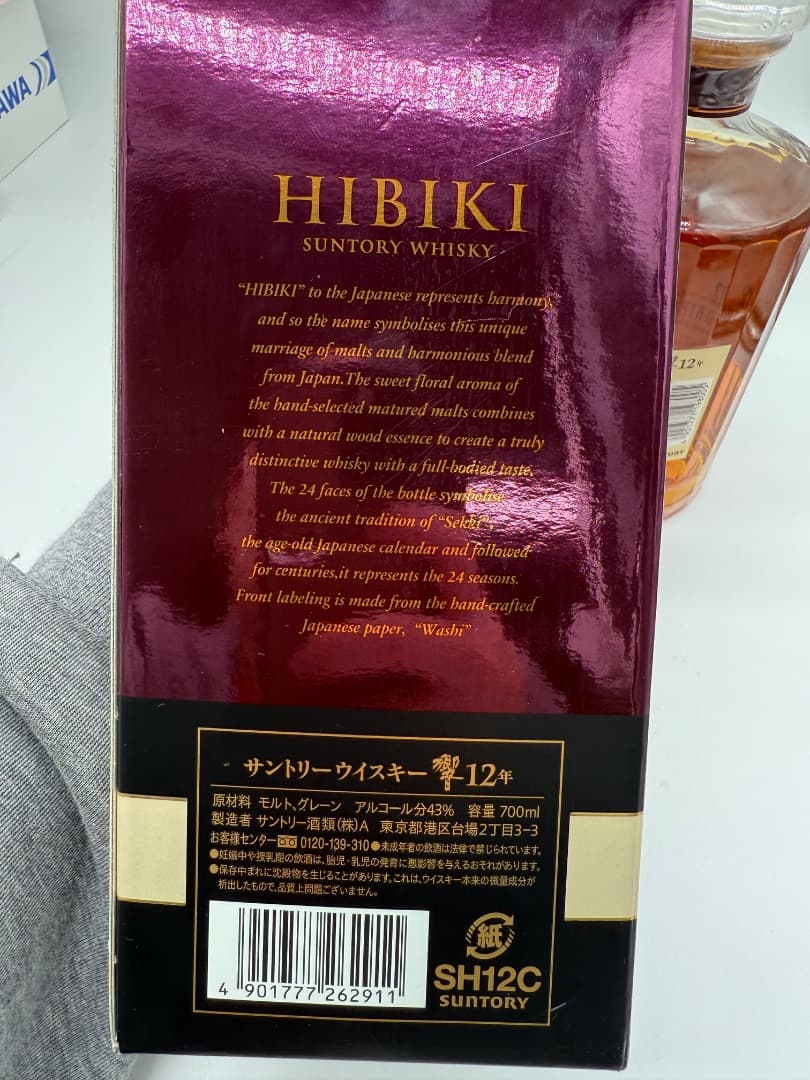 AWA
HIBIKI
SUNTORY WHISKY
“HIBIKI” to the Japanese represents harmony,
and so the name symbolises this unique
marriage of malts and harmonious blend
from Japan.The sweet floral aroma of
the hand-selected matured malts combines
with a natural wood essence to create a truly
distinctive whisky with a full-bodied taste.
The 24 faces of the bottle symbolise
the ancient tradition of “Sekki”,
the age-old Japanese calendar and followed
for centuries,it represents the 24 seasons.
Front labeling is made from the hand-crafted
Japanese paper, “Washi”
サントリーウイスキー響12年
原材料 モルト、グレーン アルコール分43% 容量 700ml
製造者 サントリー酒類(株)A 東京都港区台場2丁目3-3
お客様センター 0120-139-310●未成年者の飲酒は法律で禁じられています。
●妊娠中や授乳期の飲酒は、胎児・乳児の発育に悪影響を与えるおそれがあります。
●保存中まれに沈殿物を生じることがあります。これは、ウイスキー本来の微量成分が
析出したもので、品質上問題ございません。
4 901777 262911
紙
SH12C
SUNTORY
響12年